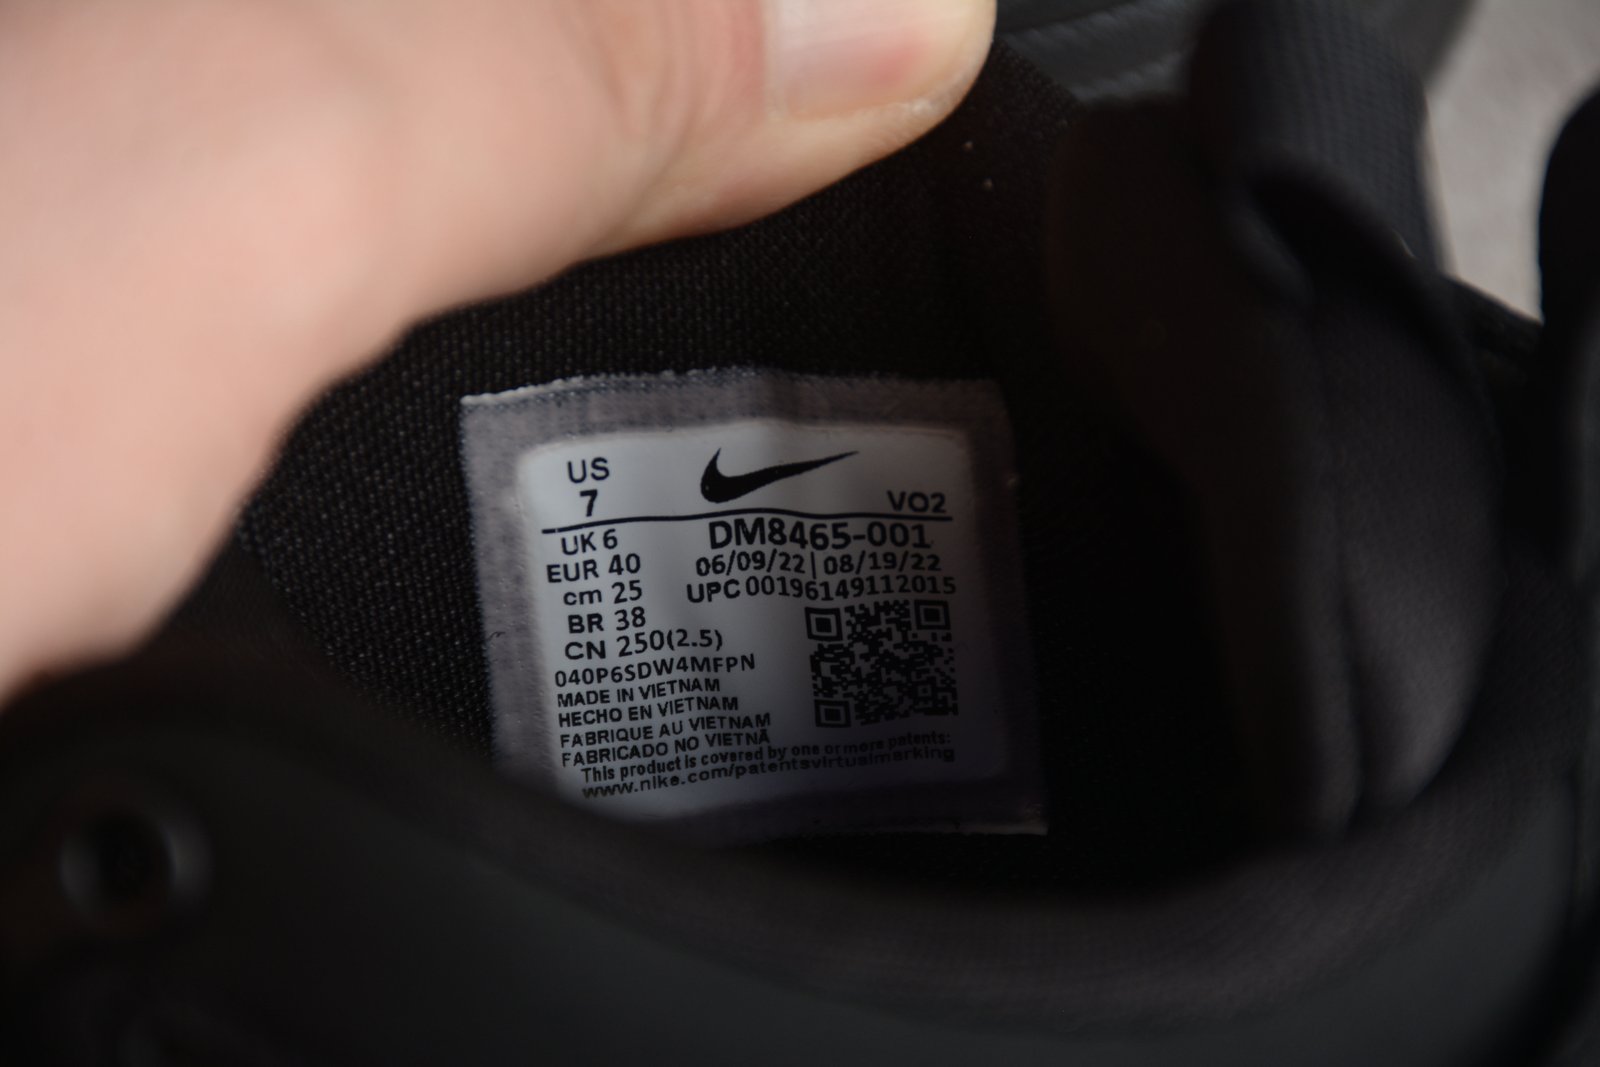 US
7
VO2
UK 6
DM8465-001
EUR 40
06/09/22 | 08/19/22
cm 25
UPC 00196149112015
BR 38
CN 250(2.5)
040P6SDW4MFPN
MADE IN VIETNAM
HECHO EN VIETNAM
FABRIQUE AU VIETNAM
FABRICADO NO VIETNÃ
This product is covered by one or more patents:
www.nike.com/patentsvirtualmarking